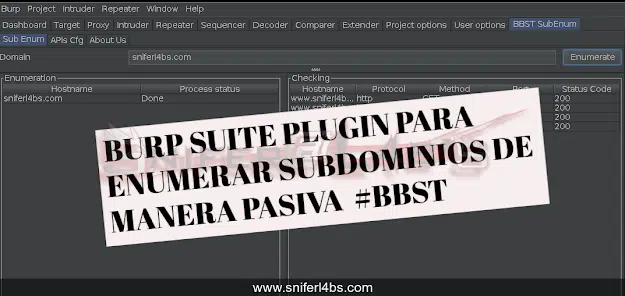 Burp Project Intruder Repeater Window Help
Dashboard Target Proxy Intruder Repeater Sequencer Decoder Comparer Extender Project options User options BBST SubEnum
Sub Enum APIs Cfg About Us
Domain sniferl4bs.com Enumerate
Enumeration Checking
Hostname Process status Hostname Protocol Method Status Code
sniferl4bs.com Done www.sniferl4b... http 200
200
200
200
BURP SUITE PLUGIN PARA
ENUMERAR SUBDOMINIOS DE
MANERA PASIVA #BBST
www.sniferl4bs.com